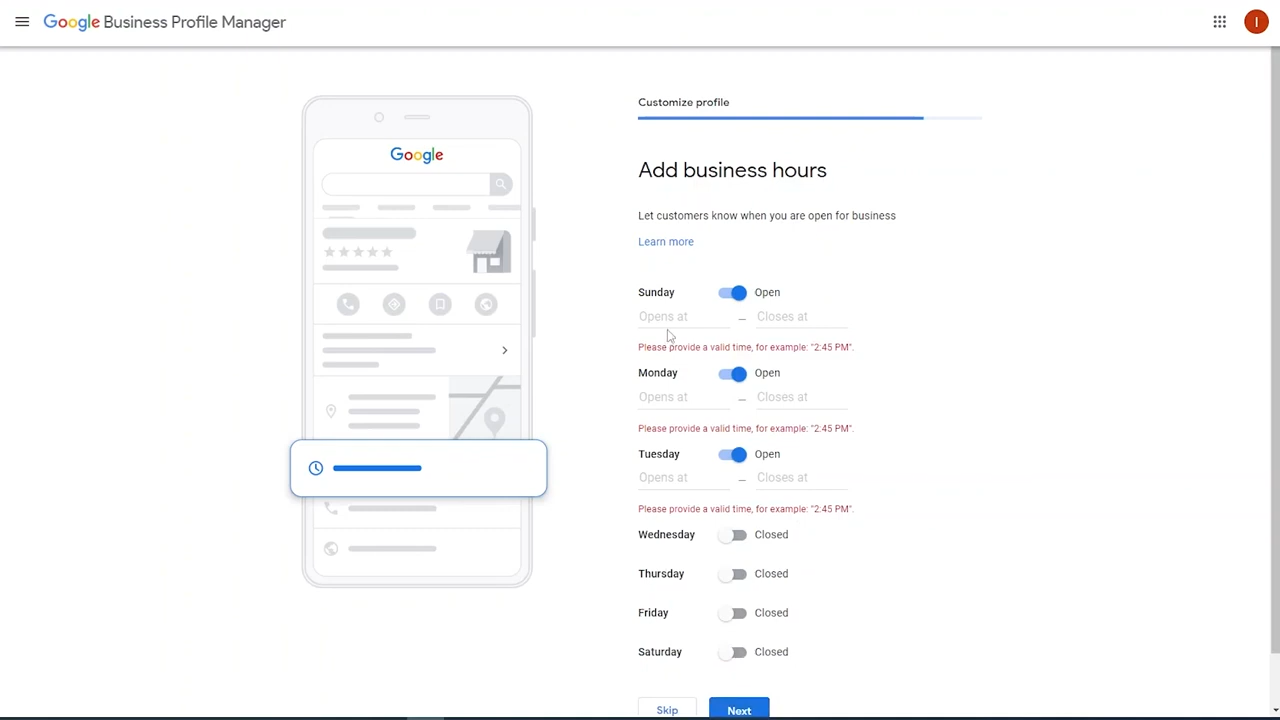 Google Business Profile Manager
I
Google
Customize profile
Add business hours
Let customers know when you are open for business
Learn more
Sunday Open
Opens at – Closes at
Please provide a valid time, for example: "2:45 PM".
Monday Open
Opens at – Closes at
Please provide a valid time, for example: "2:45 PM".
Tuesday Open
Opens at – Closes at
Please provide a valid time, for example: "2:45 PM".
Wednesday Closed
Thursday Closed
Friday Closed
Saturday Closed
Skip Next